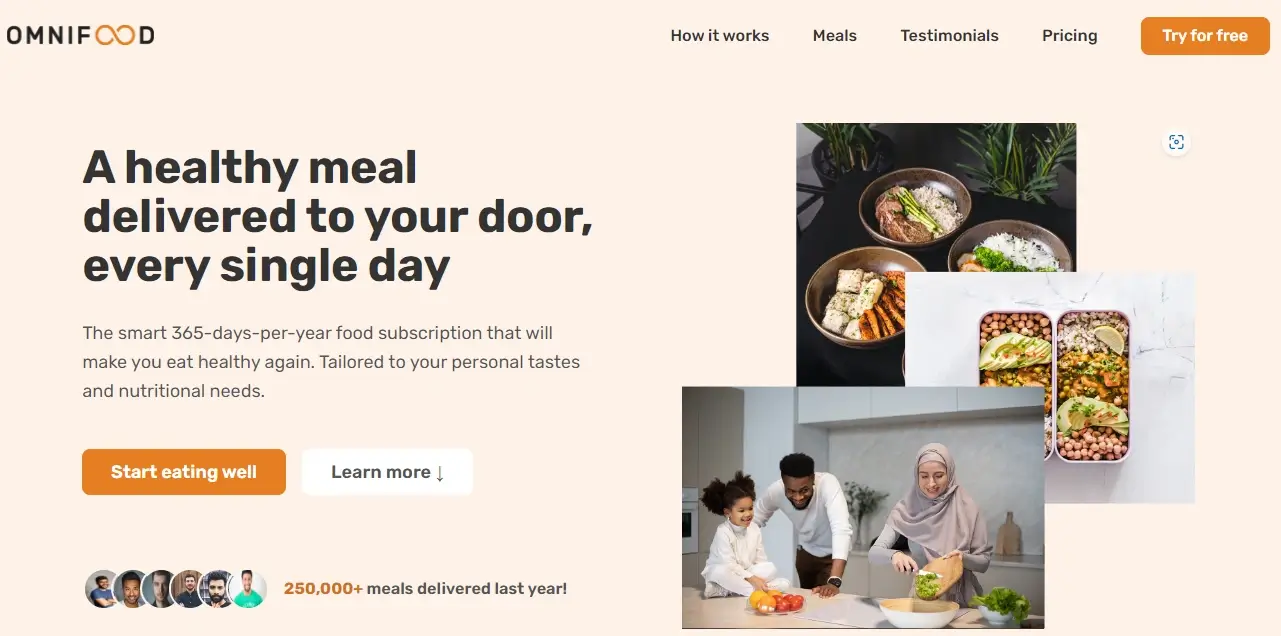 OMNIFOOD
How it works
Meals
Testimonials
Pricing
Try for free
A healthy meal
delivered to your door,
every single day
The smart 365-days-per-year food subscription that will
make you eat healthy again. Tailored to your personal tastes
and nutritional needs.
Start eating well
Learn more ↓
250,000+ meals delivered last year!